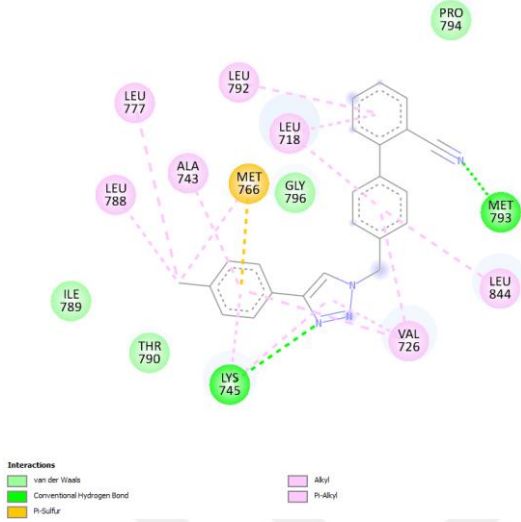 PRO
794
LEU
792
LEU
777
LEU
718
ALA
743
MET
766
GLY
796
LEU
788
N
MET
793
LEU
844
ILE
789
N
THR
790
N
N
VAL
726
LYS
745
Interactions
van der Waals
Conventional Hydrogen Bond
Pi-Sulfur
Alkyl
Pi-Alkyl